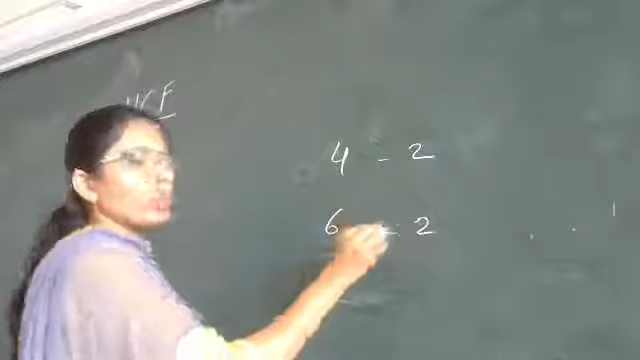 HCF
4 = 2
6 = 2